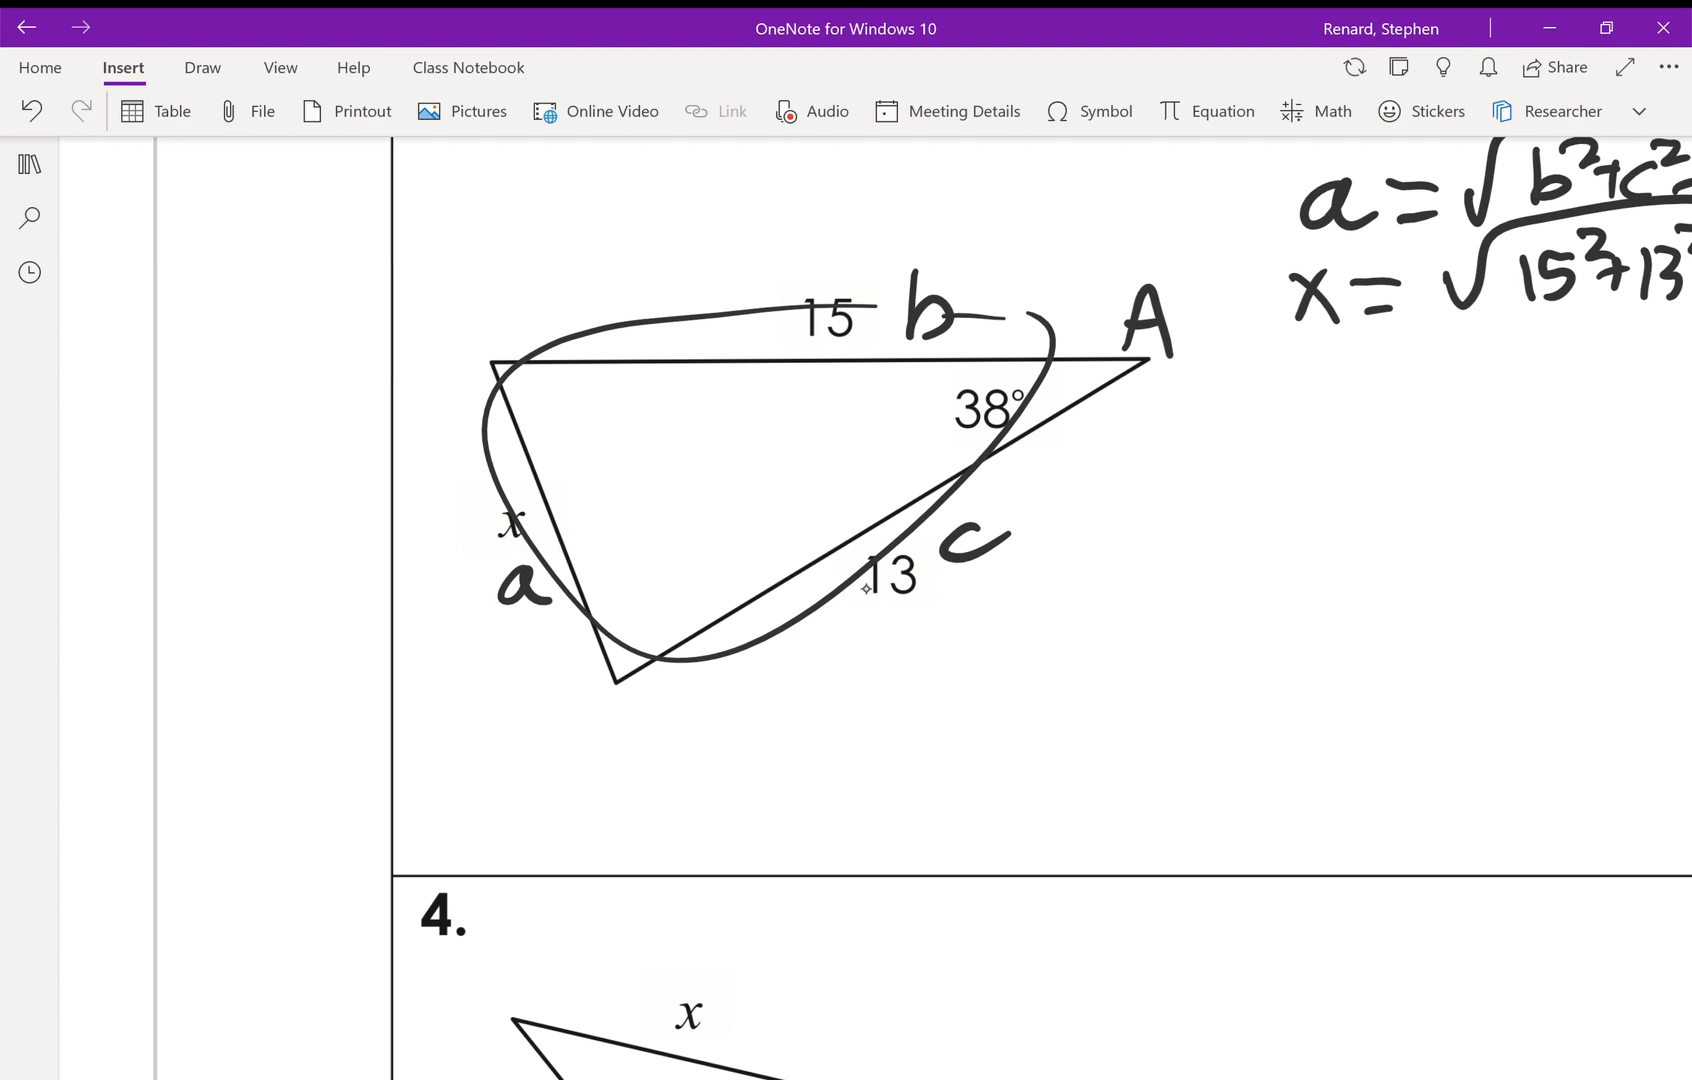 OneNote for Windows 10
Renard, Stephen
Home Insert Draw View Help Class Notebook
Share
Table File Printout Pictures Online Video Link Audio Meeting Details Symbol Equation Math Stickers Researcher
a = √b²+c²
x = √15²+13²
15 b A
38°
x
a
c
13
4.
x